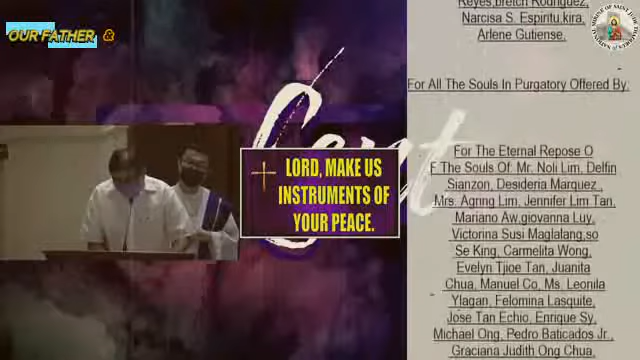 OUR FATHER, &
Lent
LORD, MAKE US
INSTRUMENTS OF
YOUR PEACE.
Reyes,bretch Rodriguez,
Narcisa S. Espiritu,kira,
Arlene Gutiense,
For All The Souls In Purgatory Offered By:
For The Eternal Repose O
F The Souls Of: Mr. Noli Lim, Delfin
Sianzon, Desideria Marquez ,
Mrs. Agring Lim, Jennifer Lim Tan,
Mariano Aw,giovanna Luy,
Victorina Susi Maglalang,so
Se King, Carmelita Wong,
Evelyn Tjioe Tan, Juanita
Chua, Manuel Co, Ms. Leonila
Ylagan, Felomina Lasquite,
Jose Tan Echio, Enrique Sy,
Michael Ong, Pedro Baticados Jr.,
Graciana Judith Ong Chua,